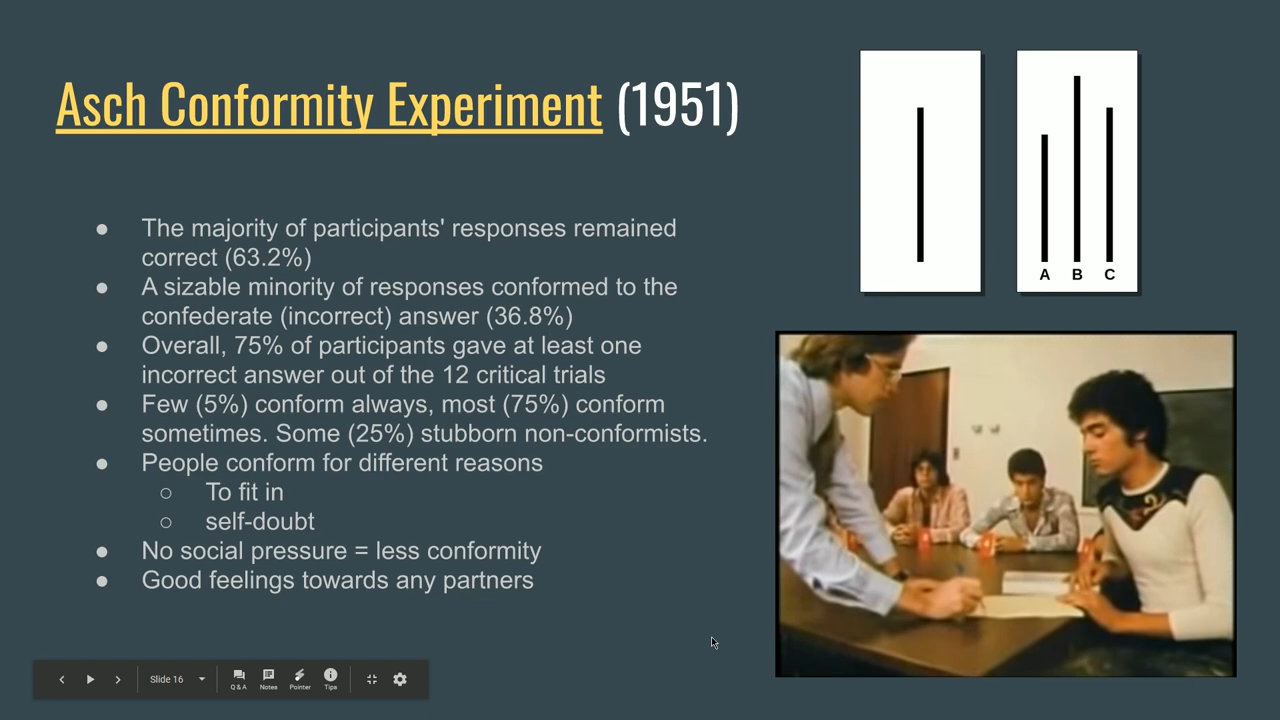 Asch Conformity Experiment (1951)
● The majority of participants' responses remained
correct (63.2%)
● A sizable minority of responses conformed to the
confederate (incorrect) answer (36.8%)
● Overall, 75% of participants gave at least one
incorrect answer out of the 12 critical trials
● Few (5%) conform always, most (75%) conform
sometimes. Some (25%) stubborn non-conformists.
● People conform for different reasons
○ To fit in
○ self-doubt
● No social pressure = less conformity
● Good feelings towards any partners
A B C
Slide 16
Q & A Notes Pointer Tips